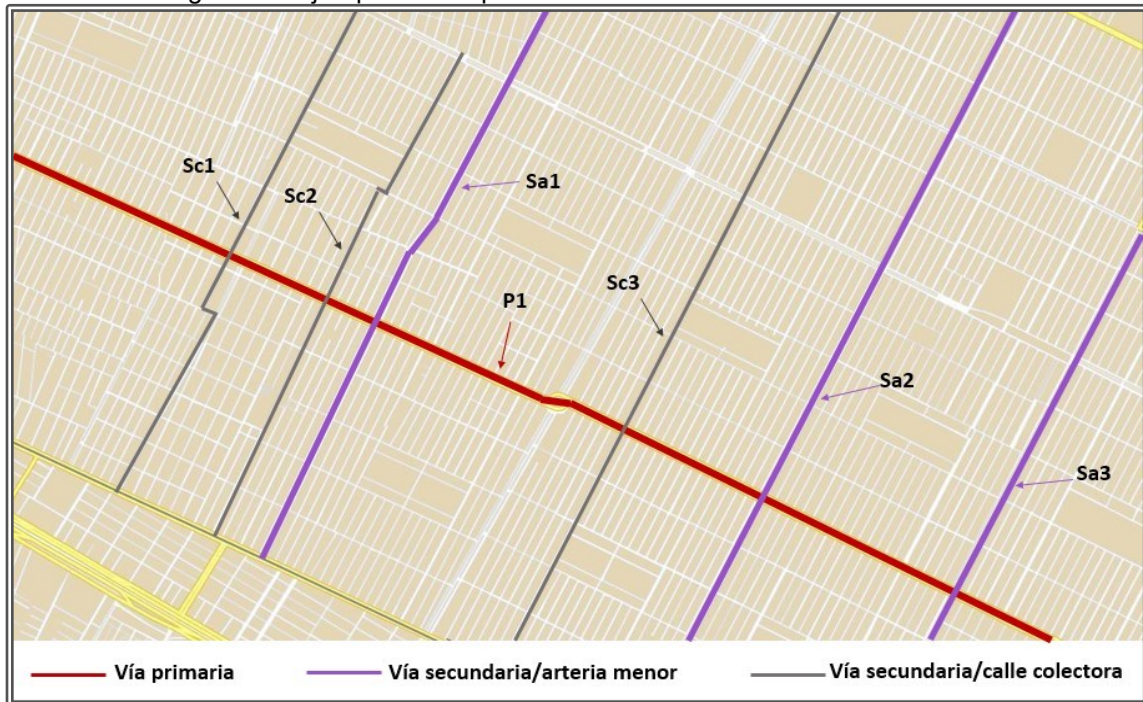 Sc1
Sc2
Sa1
P1
Sc3
Sa2
Sa3
Vía primaria
Vía secundaria/arteria menor
Vía secundaria/calle colectora